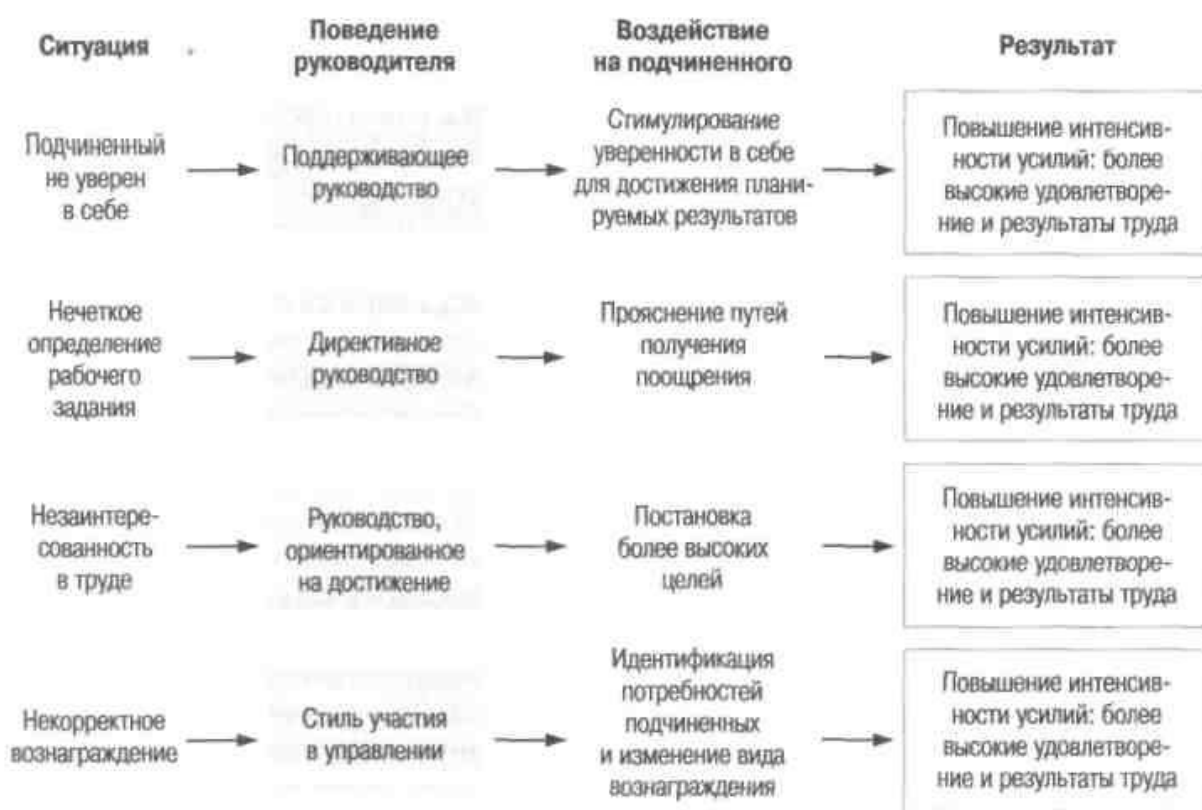 Ситуация
Поведение
руководителя
Воздействие
на подчиненного
Результат
Подчиненный
не уверен
в себе
Поддерживающее
руководство
Стимулирование
уверенности в себе
для достижения плани-
руемых результатов
Повышение интенсив-
ности усилий: более
высокие удовлетворе-
ние и результаты труда
Нечеткое
определение
рабочего
задания
Директивное
руководство
Прояснение путей
получения
поощрения
Повышение интенсив-
ности усилий: более
высокие удовлетворе-
ние и результаты труда
Незаинтере-
сованность
в труде
Руководство,
ориентированное
на достижение
Постановка
более высоких
целей
Повышение интенсив-
ности усилий: более
высокие удовлетворе-
ние и результаты труда
Некорректное
вознаграждение
Стиль участия
в управлении
Идентификация
потребностей
подчиненных
и изменение вида
вознаграждения
Повышение интенсив-
ности усилий: более
высокие удовлетворе-
ние и результаты труда